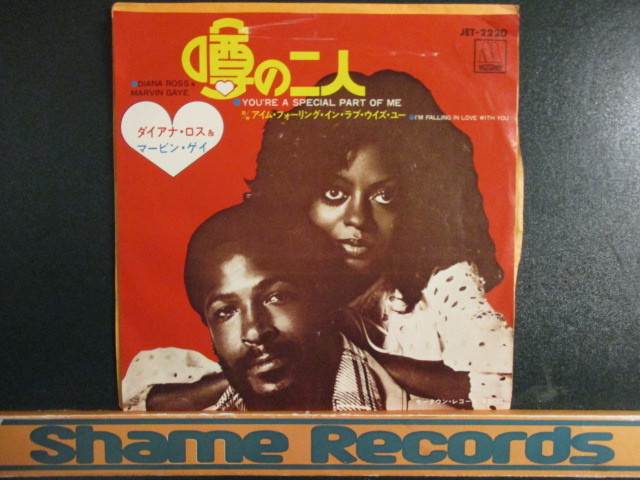 JET-2220
噂の二人
DIANA ROSS &
MARVIN GAYE
YOU'RE A SPECIAL PART OF ME
アイム・フォーリング・イン・ラブ・ウイズ・ユー
I'M FALLING IN LOVE WITH YOU
ダイアナ・ロス&
マービン・ゲイ
Shame Records